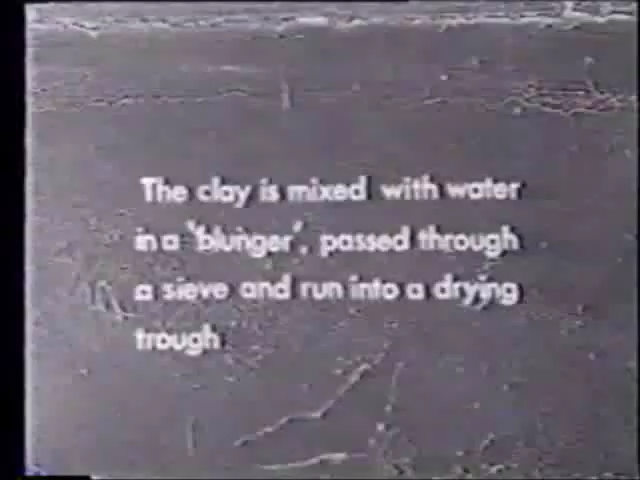 The clay is mixed with water
in a 'blunger', passed through
a sieve and run into a drying
trough